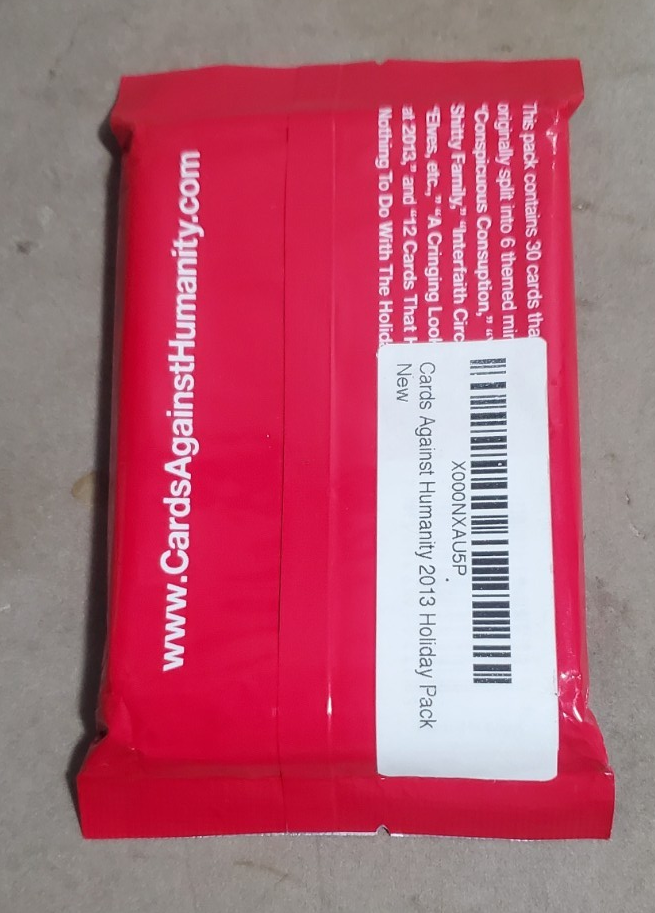 This pack contains 30 cards tha
originally split into 6 themed mi
"Conspicuous Consuption," "
Shitty Family," "Interfaith Circ
"Elves, etc.," "A Cringing Look
at 2013," and "12 Cards That H
Nothing To Do With The Holid
X000NXAU5P
Cards Against Humanity 2013 Holiday Pack
New
www.CardsAgainstHumanity.com